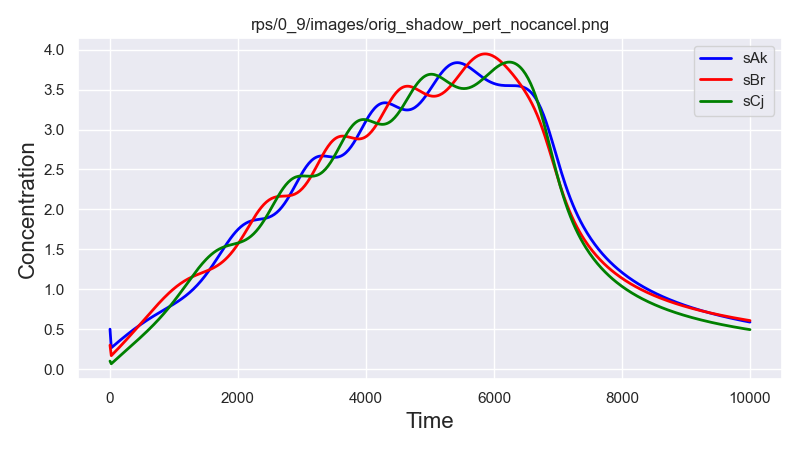 rps/0_9/images/orig_shadow_pert_nocancel.png
4.0
3.5
3.0
2.5
2.0
1.5
1.0
0.5
0.0
Concentration
sAk
sBr
sCj
0 2000 4000 6000 8000 10000
Time